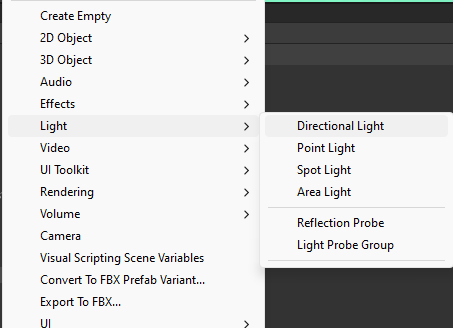 Create Empty
2D Object
3D Object
Audio
Effects
Light
Video
UI Toolkit
Rendering
Volume
Camera
Visual Scripting Scene Variables
Convert To FBX Prefab Variant...
Export To FBX...
UI
Directional Light
Point Light
Spot Light
Area Light
Reflection Probe
Light Probe Group